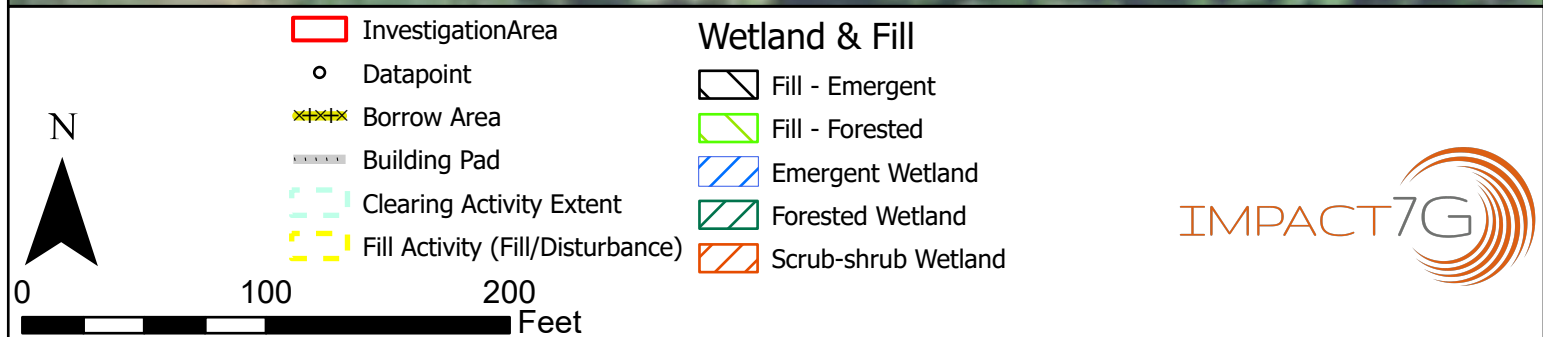 N
0 100 200
Feet
InvestigationArea
Datapoint
Borrow Area
Building Pad
Clearing Activity Extent
Fill Activity (Fill/Disturbance)
Wetland & Fill
Fill - Emergent
Fill - Forested
Emergent Wetland
Forested Wetland
Scrub-shrub Wetland
IMPACT7G